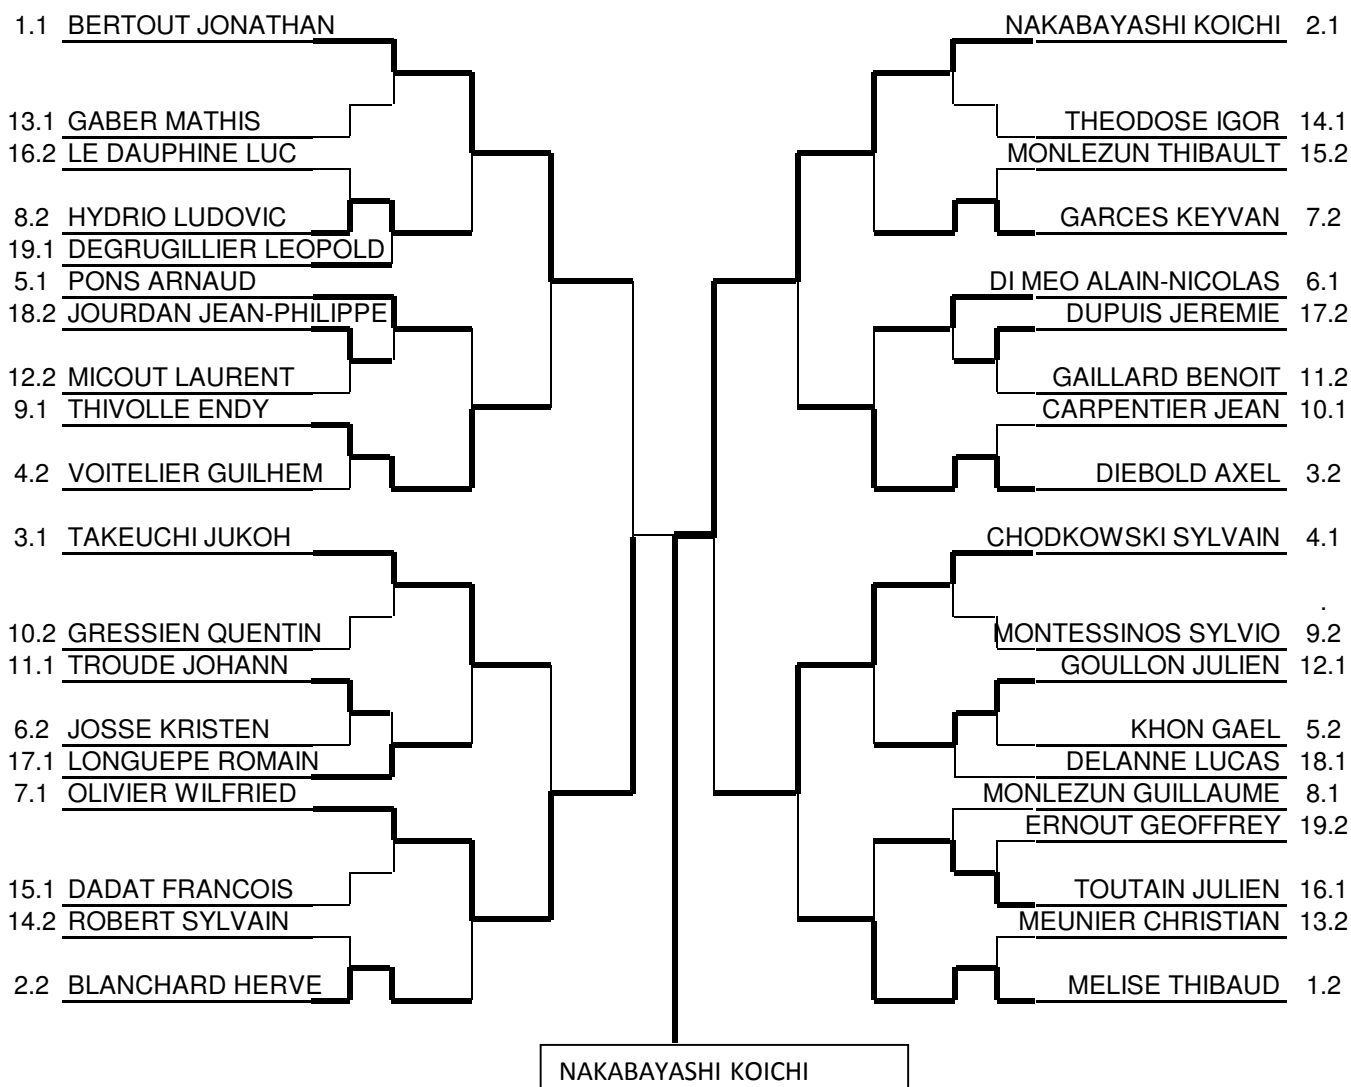 1.1 BERTOUT JONATHAN
13.1 GABER MATHIS
16.2 LE DAUPHINE LUC
8.2 HYDRIO LUDOVIC
19.1 DEGRUGILLIER LEOPOLD
5.1 PONS ARNAUD
18.2 JOURDAN JEAN-PHILIPPE
12.2 MICOUT LAURENT
9.1 THIVOLLE ENDY
4.2 VOITELIER GUILHEM
3.1 TAKEUCHI JUKOH
10.2 GRESSIEN QUENTIN
11.1 TROUDE JOHANN
6.2 JOSSE KRISTEN
17.1 LONGUEPE ROMAIN
7.1 OLIVIER WILFRIED
15.1 DADAT FRANCOIS
14.2 ROBERT SYLVAIN
2.2 BLANCHARD HERVE
NAKABAYASHI KOICHI 2.1
THEODOSE IGOR 14.1
MONLEZUN THIBAULT 15.2
GARCES KEYVAN 7.2
DI MEO ALAIN-NICOLAS 6.1
DUPUIS JEREMIE 17.2
GAILLARD BENOIT 11.2
CARPENTIER JEAN 10.1
DIEBOLD AXEL 3.2
CHODKOWSKI SYLVAIN 4.1
.
MONTESSINOS SYLVIO 9.2
GOULLON JULIEN 12.1
KHON GAEL 5.2
DELANNE LUCAS 18.1
MONLEZUN GUILLAUME 8.1
ERNOUT GEOFFREY 19.2
TOUTAIN JULIEN 16.1
MEUNIER CHRISTIAN 13.2
MELISE THIBAUD 1.2
NAKABAYASHI KOICHI